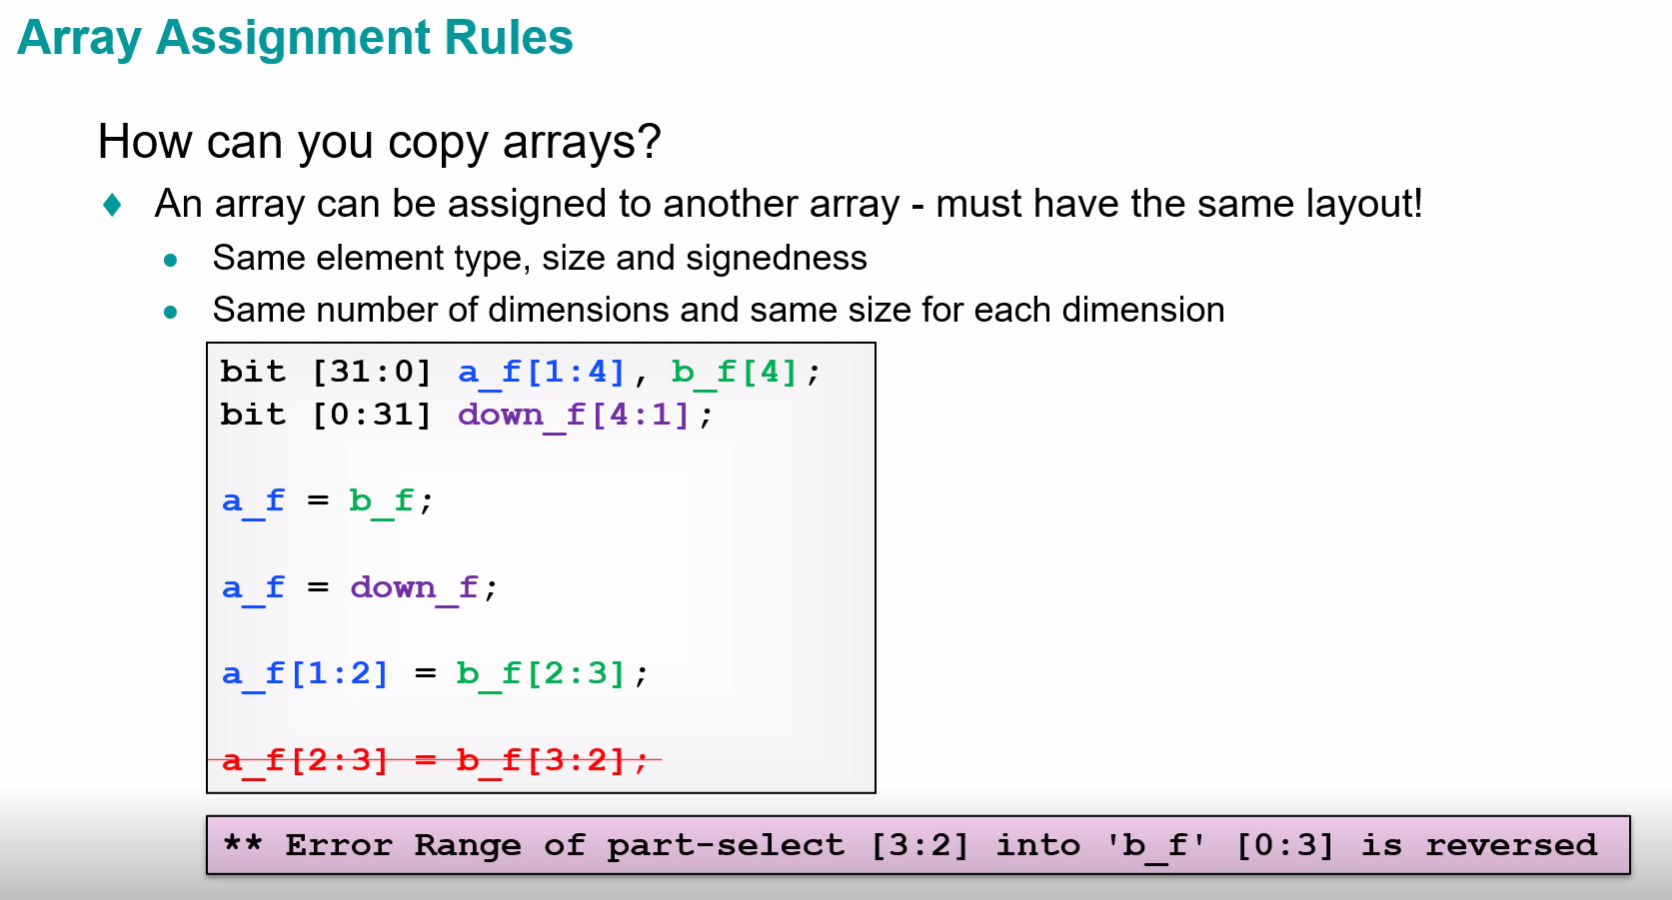 Array Assignment Rules
How can you copy arrays?
An array can be assigned to another array - must have the same layout!
Same element type, size and signedness
Same number of dimensions and same size for each dimension
bit [31:0] a_f[1:4], b_f[4];
bit [0:31] down_f[4:1];
a_f = b_f;
a_f = down_f;
a_f[1:2] = b_f[2:3];
a_f[2:3] = b_f[3:2];
** Error Range of part-select [3:2] into 'b_f' [0:3] is reversed